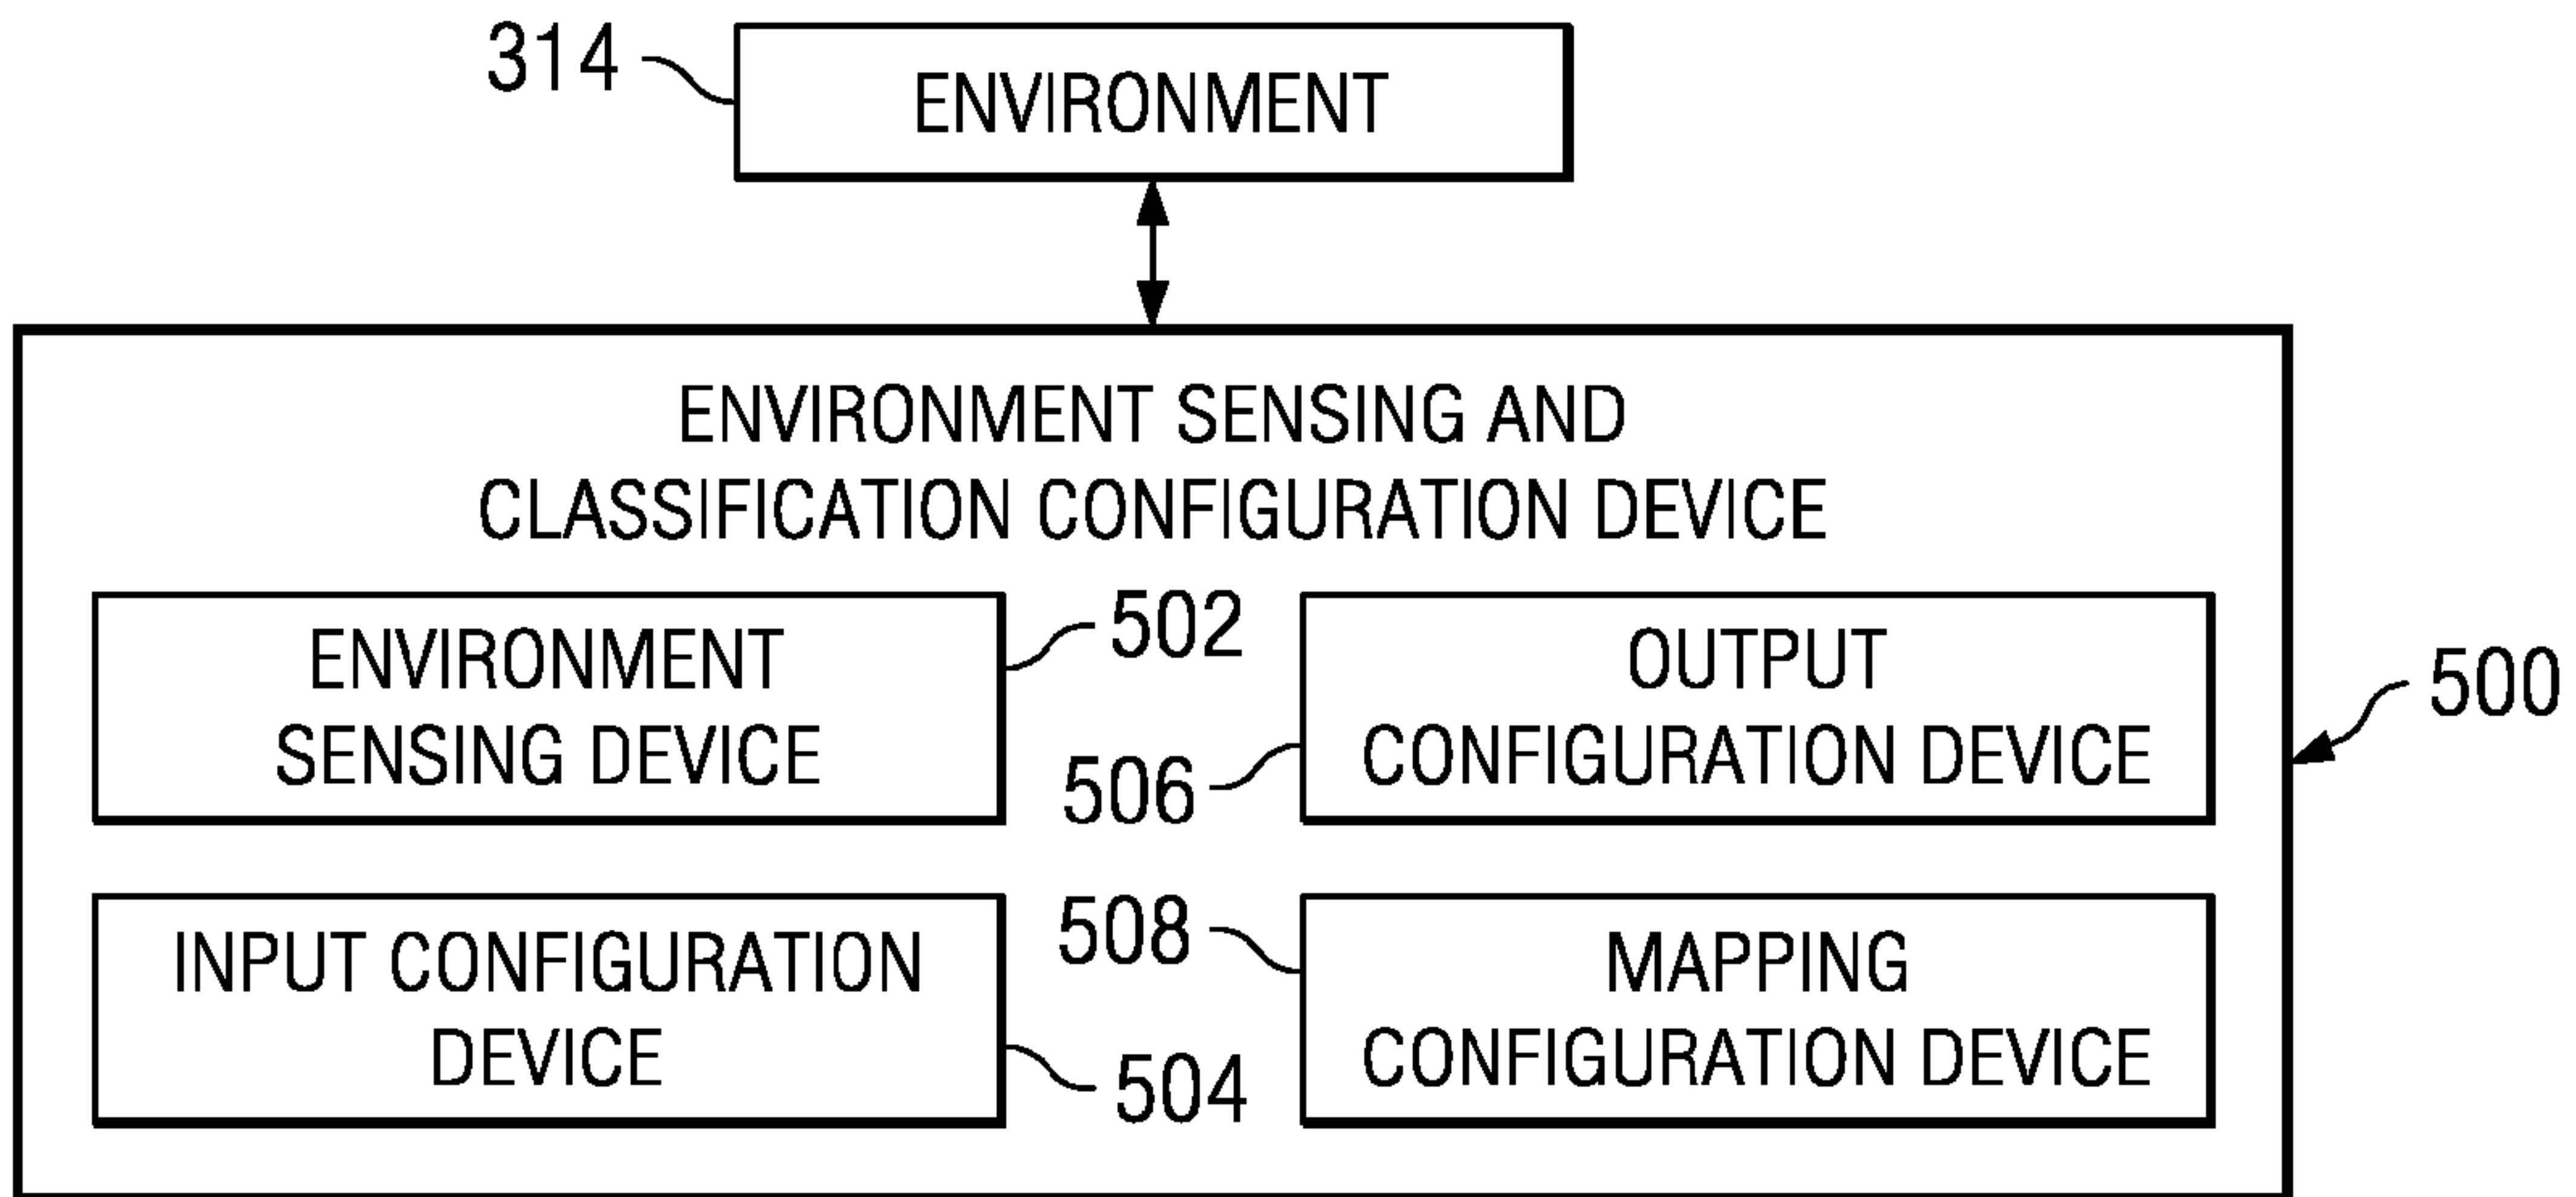 314
ENVIRONMENT
ENVIRONMENT SENSING AND
CLASSIFICATION CONFIGURATION DEVICE
ENVIRONMENT
SENSING DEVICE
502
OUTPUT
CONFIGURATION DEVICE
506
500
INPUT CONFIGURATION
DEVICE
504
508
MAPPING
CONFIGURATION DEVICE